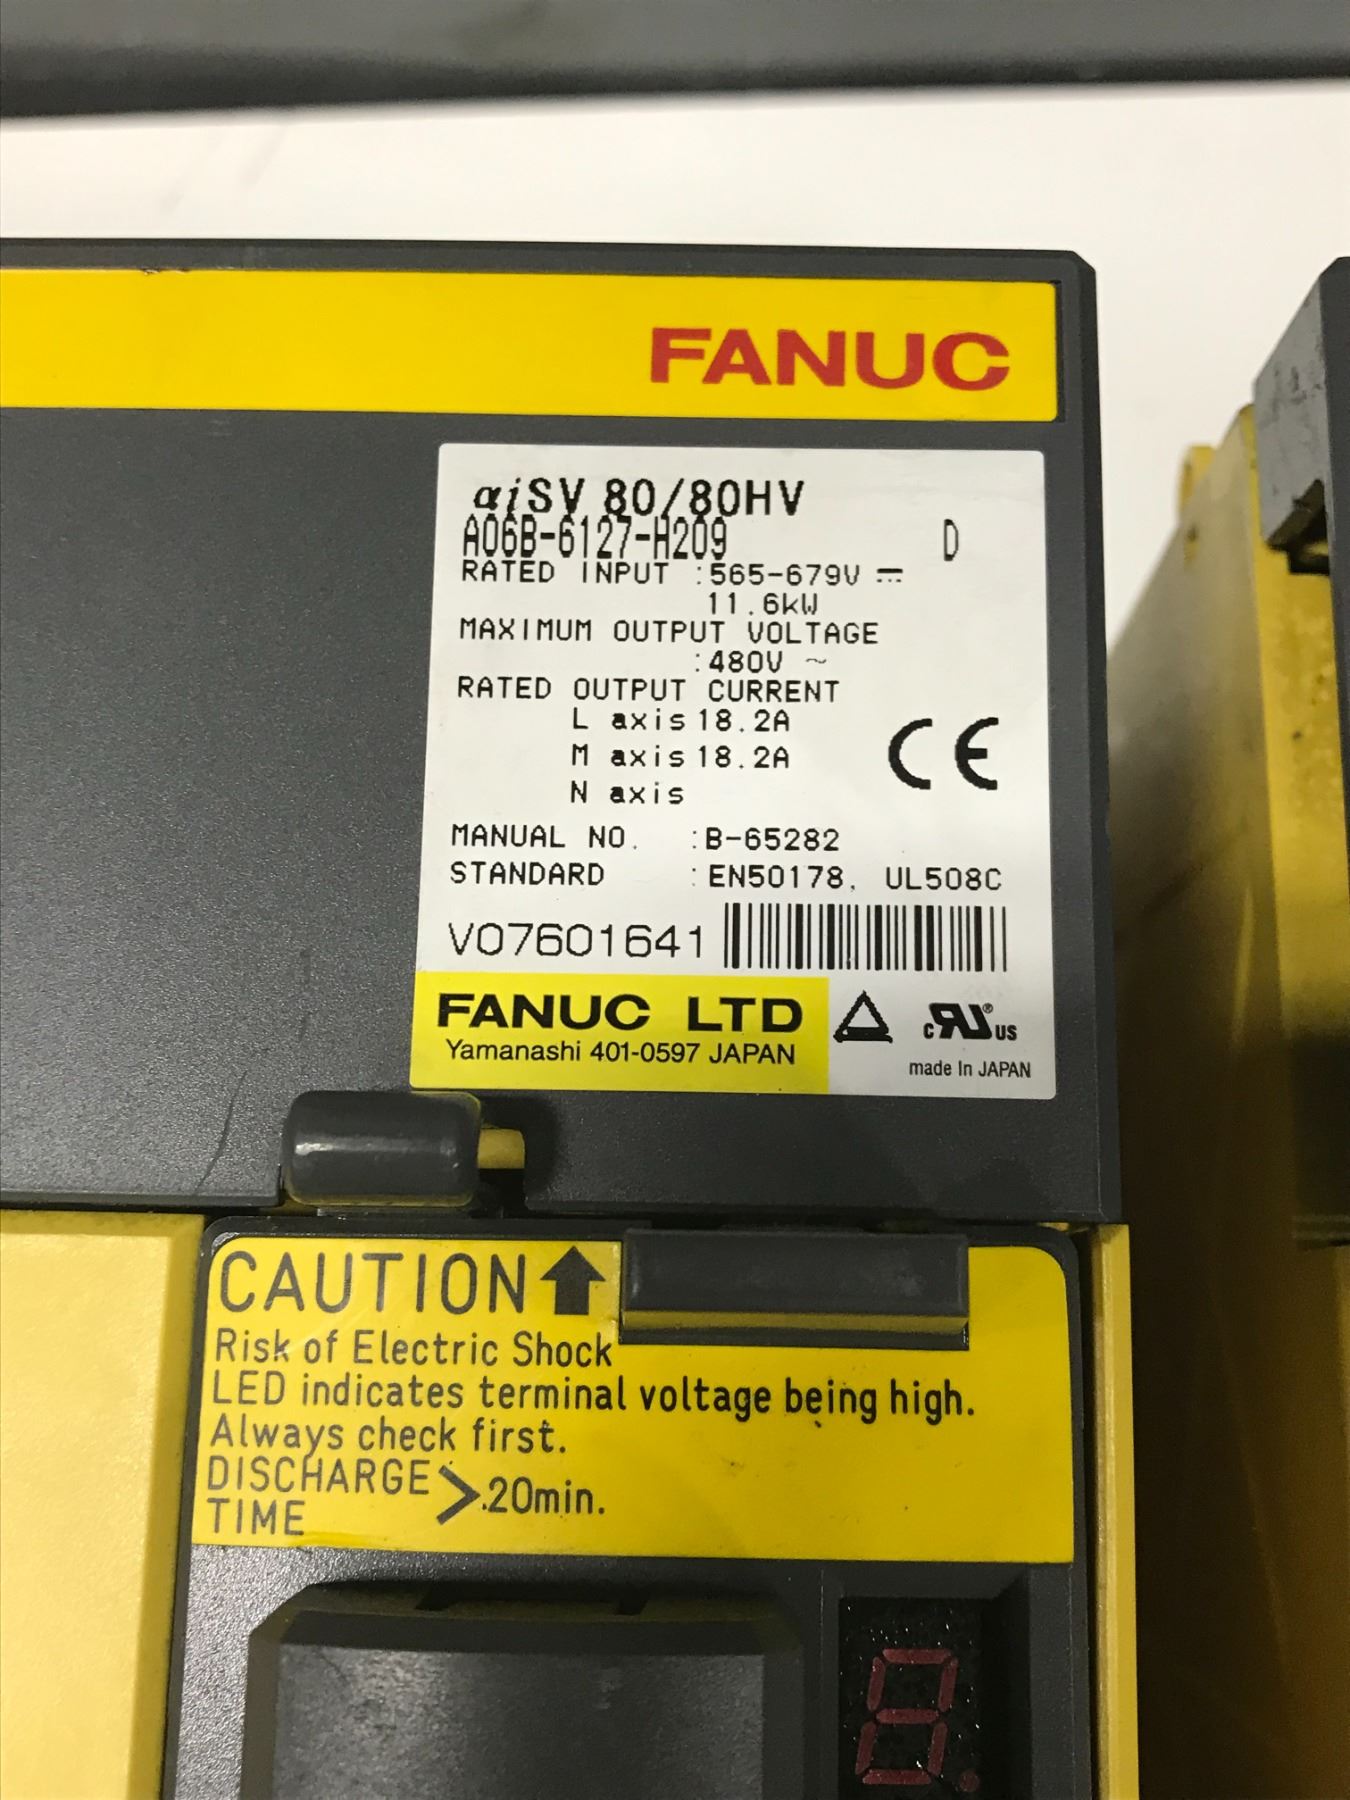 FANUC
αiSV 80/80HV
A06B-6127-H209 D
RATED INPUT :565-679V ⎓
11.6kW
MAXIMUM OUTPUT VOLTAGE
:480V ~
RATED OUTPUT CURRENT
L axis 18.2A
M axis 18.2A
N axis
CE
MANUAL NO. :B-65282
STANDARD :EN50178, UL508C
V07601641
FANUC LTD
Yamanashi 401-0597 JAPAN
c RU ® US
made In JAPAN
CAUTION
Risk of Electric Shock
LED indicates terminal voltage being high.
Always check first.
DISCHARGE
TIME > 20min.
8.